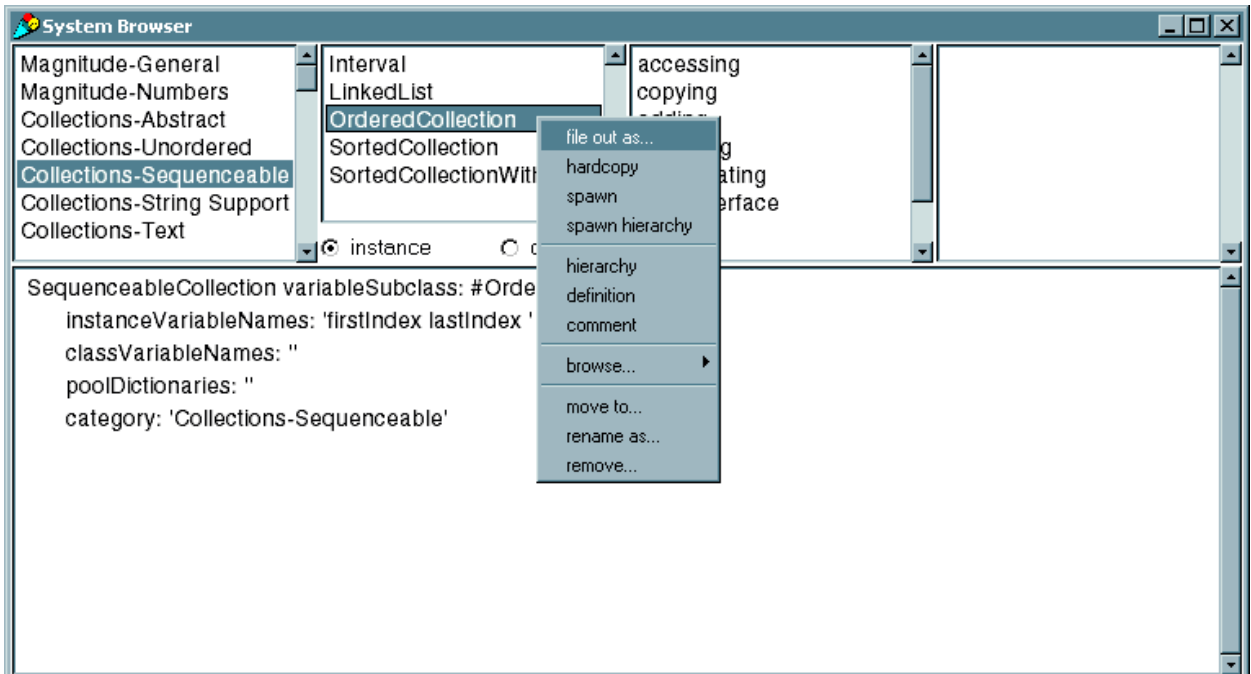 System Browser
Magnitude-General
Magnitude-Numbers
Collections-Abstract
Collections-Unordered
Collections-Sequenceable
Collections-String Support
Collections-Text
Interval
LinkedList
OrderedCollection
SortedCollection
SortedCollectionWith
instance
accessing
copying
file out as...
hardcopy
spawn
spawn hierarchy
hierarchy
definition
comment
browse...
move to...
rename as...
remove...
SequenceableCollection variableSubclass: #Orde
instanceVariableNames: 'firstIndex lastIndex '
classVariableNames: ''
poolDictionaries: ''
category: 'Collections-Sequenceable'